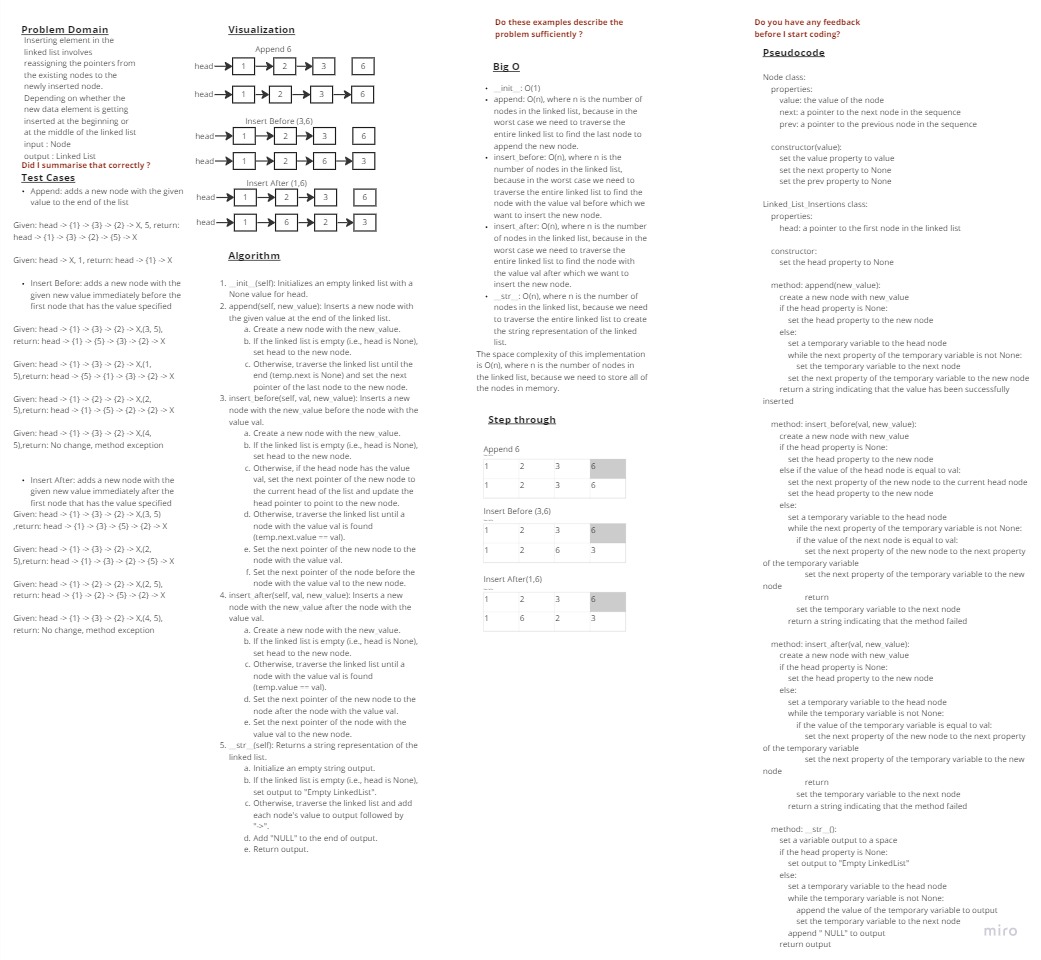 Problem Domain
Inserting element in the
linked list involves
reassigning the pointers from
the existing nodes to the
newly inserted node.
Depending on whether the
new data element is getting
inserted at the beginning or
at the middle of the linked list
input : Node
output : Linked List
Did I summarise that correctly ?
Test Cases
• Append: adds a new node with the given
value to the end of the list
Given: head -> {1} -> {3} -> {2} -> X, 5, return:
head -> {1} -> {3} -> {2} -> {5} -> X
Given: head -> X, 1, return: head -> {1} -> X
• Insert Before: adds a new node with the
given new value immediately before the
first node that has the value specified
Given: head -> {1} -> {3} -> {2} -> X,(3, 5),
return: head -> {1} -> {5} -> {3} -> {2} -> X
Given: head -> {1} -> {3} -> {2} -> X,(1,
5),return: head -> {5} -> {1} -> {3} -> {2} -> X
Given: head -> {1} -> {3} -> {2} -> X,(2,
5),return: head -> {1} -> {5} -> {2} -> {2} -> X
Given: head -> {1} -> {3} -> {2} -> X,(4,
5),return: No change, method exception
• Insert After: adds a new node with the
given new value immediately after the
first node that has the value specified
Given: head -> {1} -> {3} -> {2} -> X,(3, 5)
,return: head -> {1} -> {3} -> {5} -> {2} -> X
Given: head -> {1} -> {3} -> {2} -> X,(2,
5),return: head -> {1} -> {3} -> {2} -> {5} -> X
Given: head -> {1} -> {2} -> {2} -> X,(2, 5),
return: head -> {1} -> {2} -> {5} -> {2} -> X
Given: head -> {1} -> {3} -> {2} -> X,(4, 5),
return: No change, method exception
Visualization
Append 6
head 1 2 3 6
head 1 2 3 6
Insert Before (3,6)
head 1 2 3 6
head 1 2 6 3
Insert After (1,6)
head 1 2 3 6
head 1 6 2 3
Algorithm
1. __init__(self): Initializes an empty linked list with a
None value for head.
2. append(self, new_value): Inserts a new node with
the given value at the end of the linked list.
a. Create a new node with the new_value.
b. If the linked list is empty (i.e., head is None),
set head to the new node.
c. Otherwise, traverse the linked list until the
end (temp.next is None) and set the next
pointer of the last node to the new node.
3. insert_before(self, val, new_value): Inserts a new
node with the new_value before the node with the
value val.
a. Create a new node with the new_value.
b. If the linked list is empty (i.e., head is None),
set head to the new node.
c. Otherwise, if the head node has the value
val, set the next pointer of the new node to
the current head of the list and update the
head pointer to point to the new node.
d. Otherwise, traverse the linked list until a
node with the value val is found
(temp.next.value == val).
e. Set the next pointer of the new node to the
node with the value val.
f. Set the next pointer of the node before the
node with the value val to the new node.
4. insert_after(self, val, new_value): Inserts a new
node with the new_value after the node with the
value val.
a. Create a new node with the new_value.
b. If the linked list is empty (i.e., head is None),
set head to the new node.
c. Otherwise, traverse the linked list until a
node with the value val is found
(temp.value == val).
d. Set the next pointer of the new node to the
node after the node with the value val.
e. Set the next pointer of the node with the
value val to the new node.
5. __str__(self): Returns a string representation of the
linked list.
a. Initialize an empty string output.
b. If the linked list is empty (i.e., head is None),
set output to "Empty LinkedList".
c. Otherwise, traverse the linked list and add
each node's value to output followed by
"->".
d. Add "NULL" to the end of output.
e. Return output.
Do these examples describe the
problem sufficiently ?
Big O
• __init__: O(1)
• append: O(n), where n is the number of
nodes in the linked list, because in the
worst case we need to traverse the
entire linked list to find the last node to
append the new node.
• insert_before: O(n), where n is the
number of nodes in the linked list,
because in the worst case we need to
traverse the entire linked list to find the
node with the value val before which we
want to insert the new node.
• insert_after: O(n), where n is the number
of nodes in the linked list, because in the
worst case we need to traverse the
entire linked list to find the node with
the value val after which we want to
insert the new node.
• __str__: O(n), where n is the number of
nodes in the linked list, because we need
to traverse the entire linked list to create
the string representation of the linked
list.
The space complexity of this implementation
is O(n), where n is the number of nodes in
the linked list, because we need to store all of
the nodes in memory.
Step through
Append 6
1 2 3 6
1 2 3 6
Insert Before (3,6)
1 2 3 6
1 2 6 3
Insert After(1,6)
1 2 3 6
1 6 2 3
Do you have any feedback
before I start coding?
Pseudocode
Node class:
properties:
value: the value of the node
next: a pointer to the next node in the sequence
prev: a pointer to the previous node in the sequence
constructor(value):
set the value property to value
set the next property to None
set the prev property to None
Linked_List_Insertions class:
properties:
head: a pointer to the first node in the linked list
constructor:
set the head property to None
method: append(new_value):
create a new node with new_value
if the head property is None:
set the head property to the new node
else:
set a temporary variable to the head node
while the next property of the temporary variable is not None:
set the temporary variable to the next node
set the next property of the temporary variable to the new node
return a string indicating that the value has been successfully
inserted
method: insert_before(val, new_value):
create a new node with new_value
if the head property is None:
set the head property to the new node
else if the value of the head node is equal to val:
set the next property of the new node to the current head node
set the head property to the new node
else:
set a temporary variable to the head node
while the next property of the temporary variable is not None:
if the value of the next node is equal to val:
set the next property of the new node to the next property
of the temporary variable
set the next property of the temporary variable to the new
node
return
set the temporary variable to the next node
return a string indicating that the method failed
method: insert_after(val, new_value):
create a new node with new_value
if the head property is None:
set the head property to the new node
else:
set a temporary variable to the head node
while the temporary variable is not None:
if the value of the temporary variable is equal to val:
set the next property of the new node to the next property
of the temporary variable
set the next property of the temporary variable to the new
node
return
set the temporary variable to the next node
return a string indicating that the method failed
method: __str__():
set a variable output to a space
if the head property is None:
set output to "Empty LinkedList"
else:
set a temporary variable to the head node
while the temporary variable is not None:
append the value of the temporary variable to output
set the temporary variable to the next node
append " NULL" to output
return output
miro